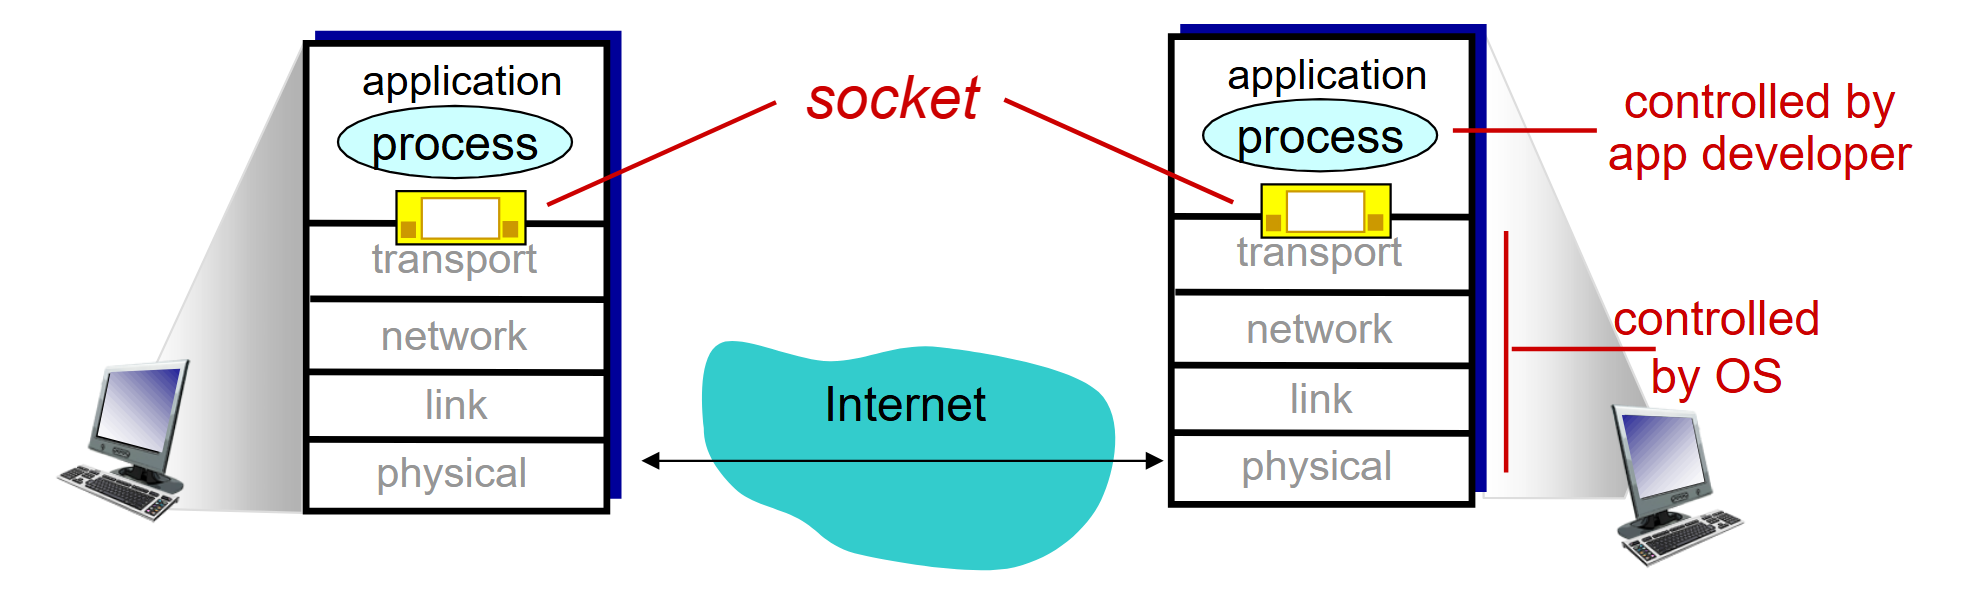 application
process
transport
network
link
physical
socket
Internet
application
process
transport
network
link
physical
controlled by
app developer
controlled
by OS